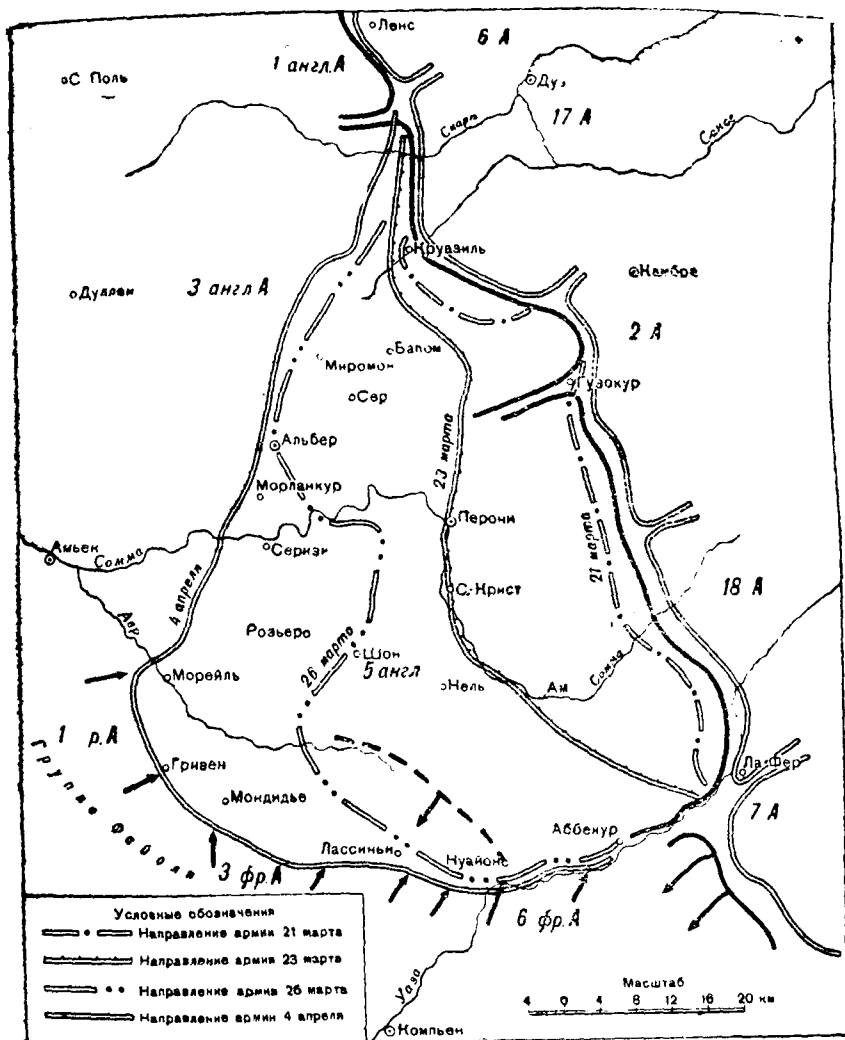 Ленс
6 А
1 англ. А
С Поль
Дуэ
17 А
Скарп
Сансе
Круазиль
Камбре
Дуллен
3 англ А
2 А
Бапом
Миромон
Гузокур
Сер
Альбер
23 марта
Морланкур
Перонн
Амьен
Сомма
Серизи
21 марта
4 апреля
С.-Крист
18 А
Авр
Розьерв
26 марта
Шон
5 англ
Морейль
Нель
Ам
Сомма
1 р. А
Ла-Фер
Гривен
Группа Файоля
Мондидье
Аббекур
7 А
Лассиньи
Нуайон
3 фр. А
6 фр. А
Уаза
Компьен
Условные обозначения
Направление армии 21 марта
Направление армии 23 марта
Направление армии 26 марта
Направление армии 4 апреля
Масштаб
4 0 4 8 12 16 20 км